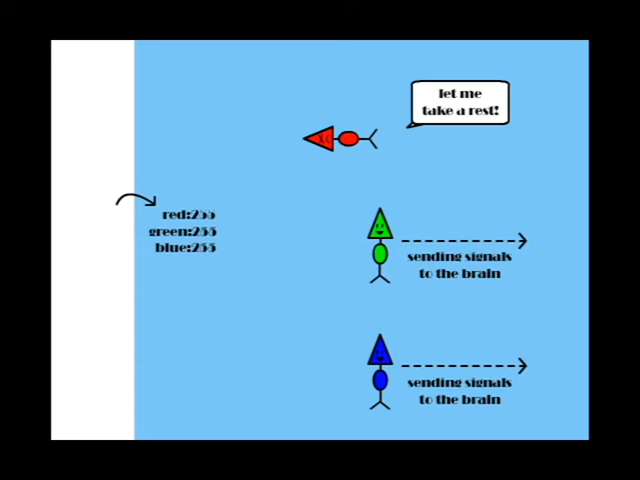 let me
take a rest!
red:255
green:255
blue:255
sending signals
to the brain
sending signals
to the brain